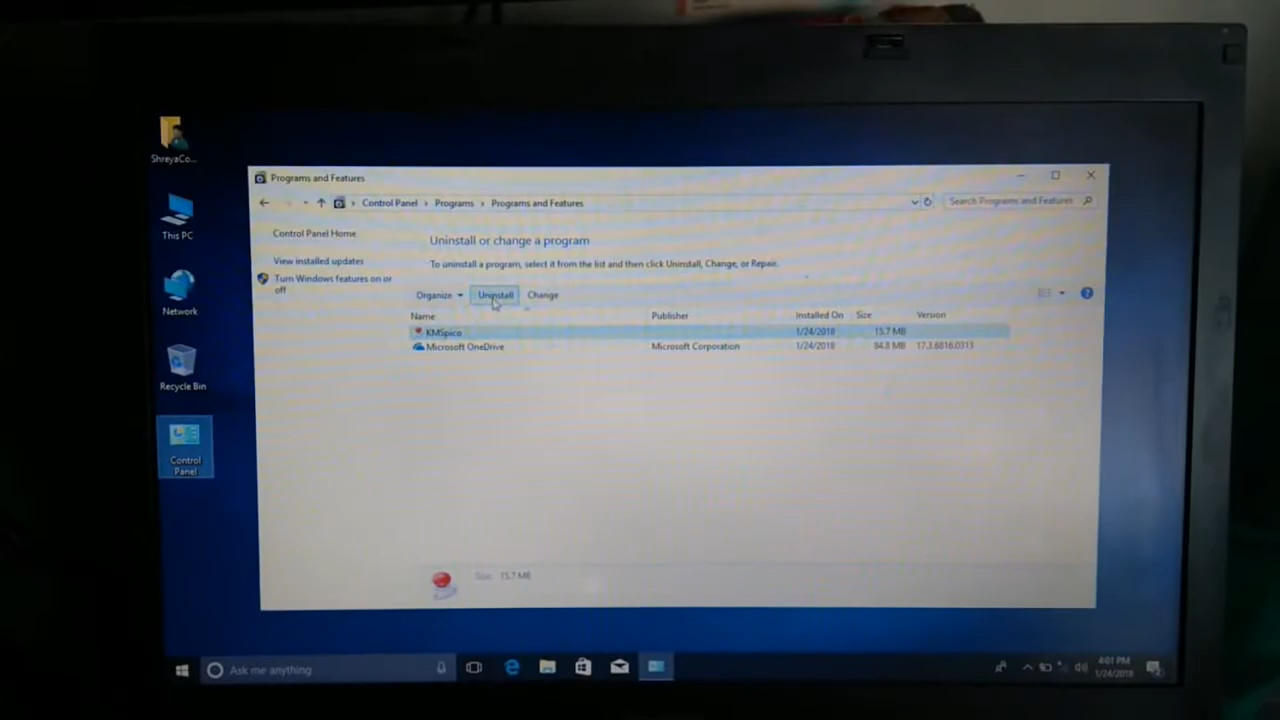 ShreyaCo...
This PC
Network
Recycle Bin
Control
Panel
Programs and Features
Control Panel
Programs
Programs and Features
Search Programs and Features
Control Panel Home
View installed updates
Turn Windows features on or
off
Uninstall or change a program
To uninstall a program, select it from the list and then click Uninstall, Change, or Repair.
Organize
Uninstall
Change
Name Publisher Installed On Size Version
KMSpico 1/24/2018 15.7 MB
Microsoft OneDrive Microsoft Corporation 1/24/2018 84.8 MB 17.3.6816.0313
Size: 15.7 MB
Ask me anything
4:01 PM
1/24/2018